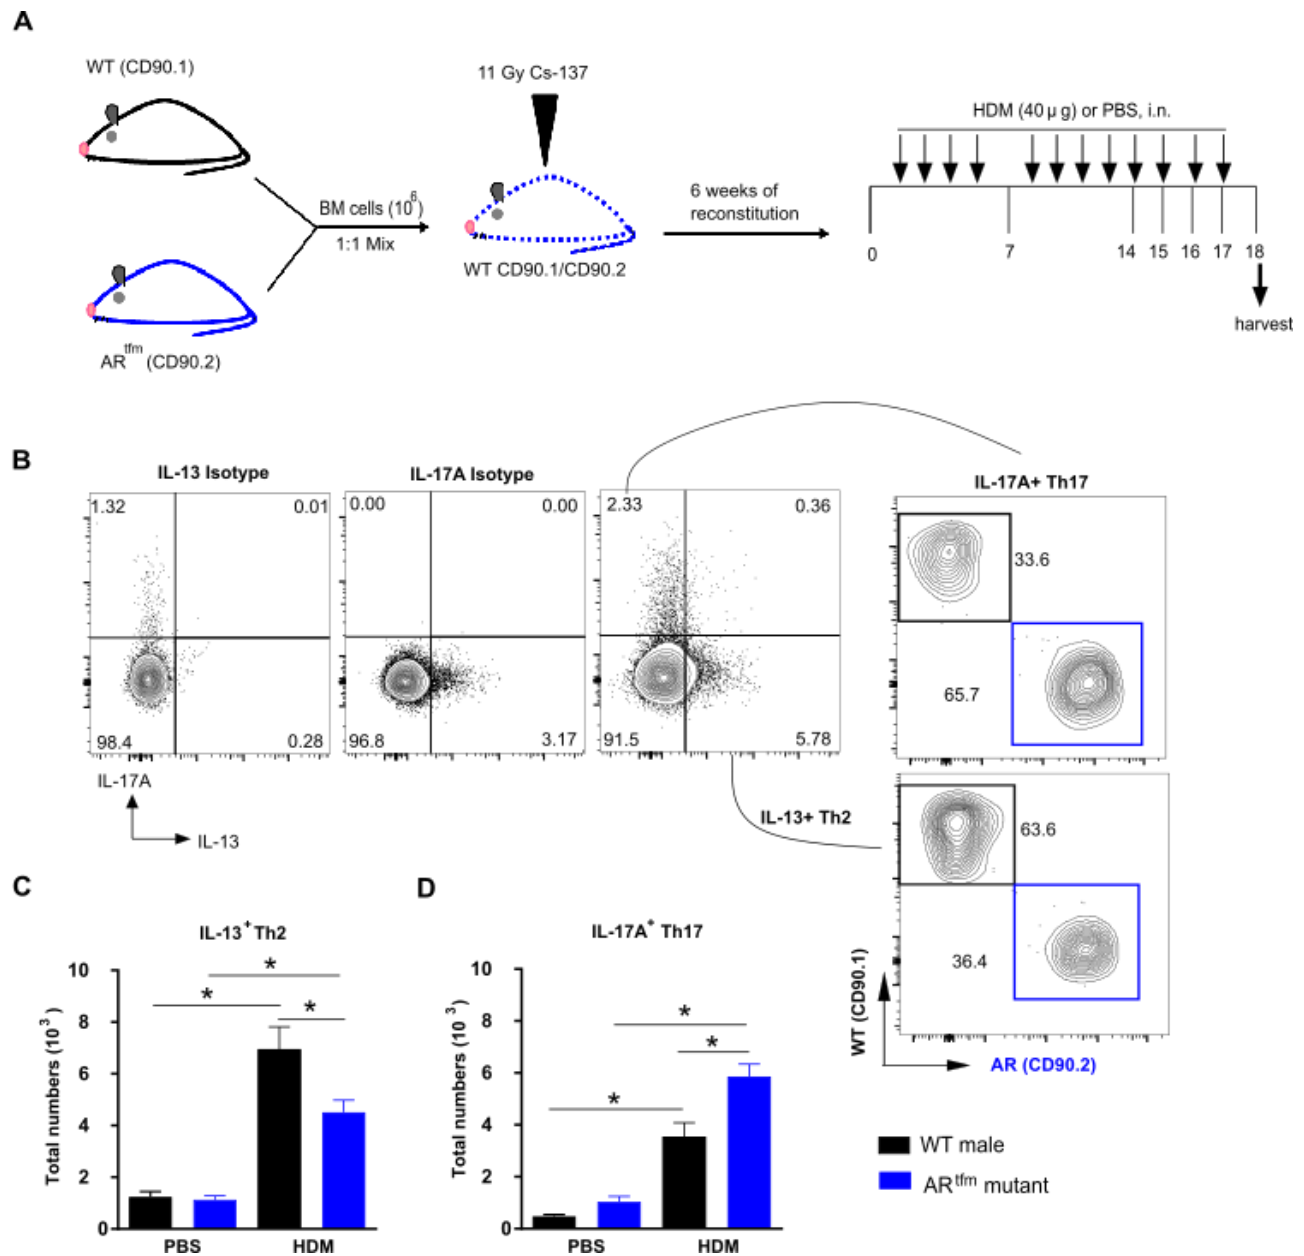 A
WT (CD90.1)
11 Gy Cs-137
HDM (40 µ g) or PBS, i.n.
BM cells (10⁶)
1:1 Mix
6 weeks of
reconstitution
WT CD90.1/CD90.2
0 7 14 15 16 17 18
harvest
ARᵗᶠᵐ (CD90.2)
B
IL-13 Isotype
IL-17A Isotype
IL-17A+ Th17
1.32 0.01
98.4 0.28
0.00 0.00
96.8 3.17
2.33 0.36
91.5 5.78
33.6
65.7
IL-17A
IL-13
IL-13+ Th2
63.6
36.4
WT (CD90.1)
AR (CD90.2)
C
IL-13⁺ Th2
Total numbers (10³)
10
8
6
4
2
0
* * *
PBS HDM
D
IL-17A⁺ Th17
Total numbers (10³)
10
8
6
4
2
0
* * *
PBS HDM
WT male
ARᵗᶠᵐ mutant